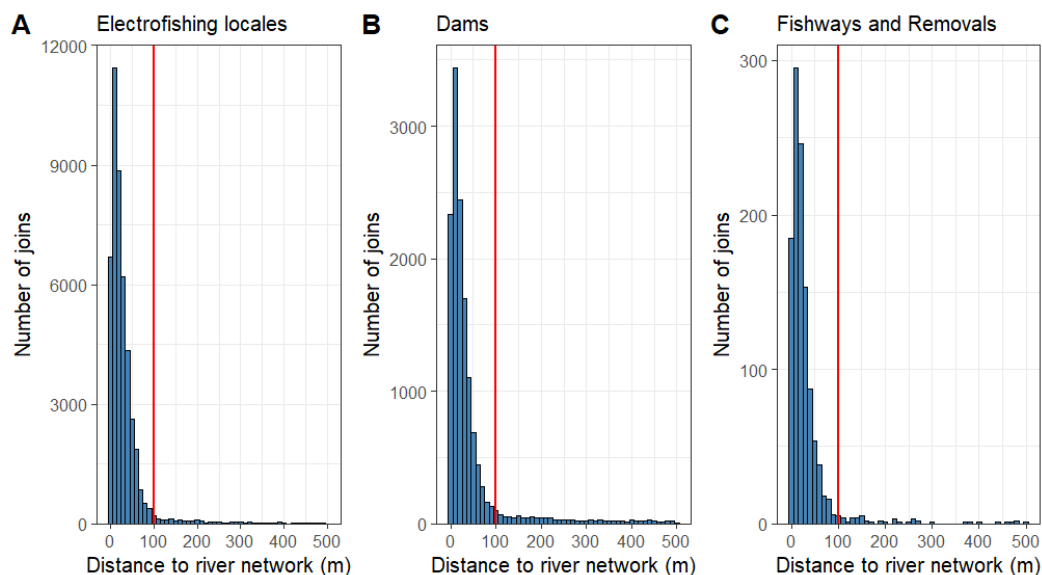 A Electrofishing locales
Number of joins
12000
9000
6000
3000
0
0 100 200 300 400 500
Distance to river network (m)
B Dams
Number of joins
3000
2000
1000
0
0 100 200 300 400 500
Distance to river network (m)
C Fishways and Removals
Number of joins
300
200
100
0
0 100 200 300 400 500
Distance to river network (m)